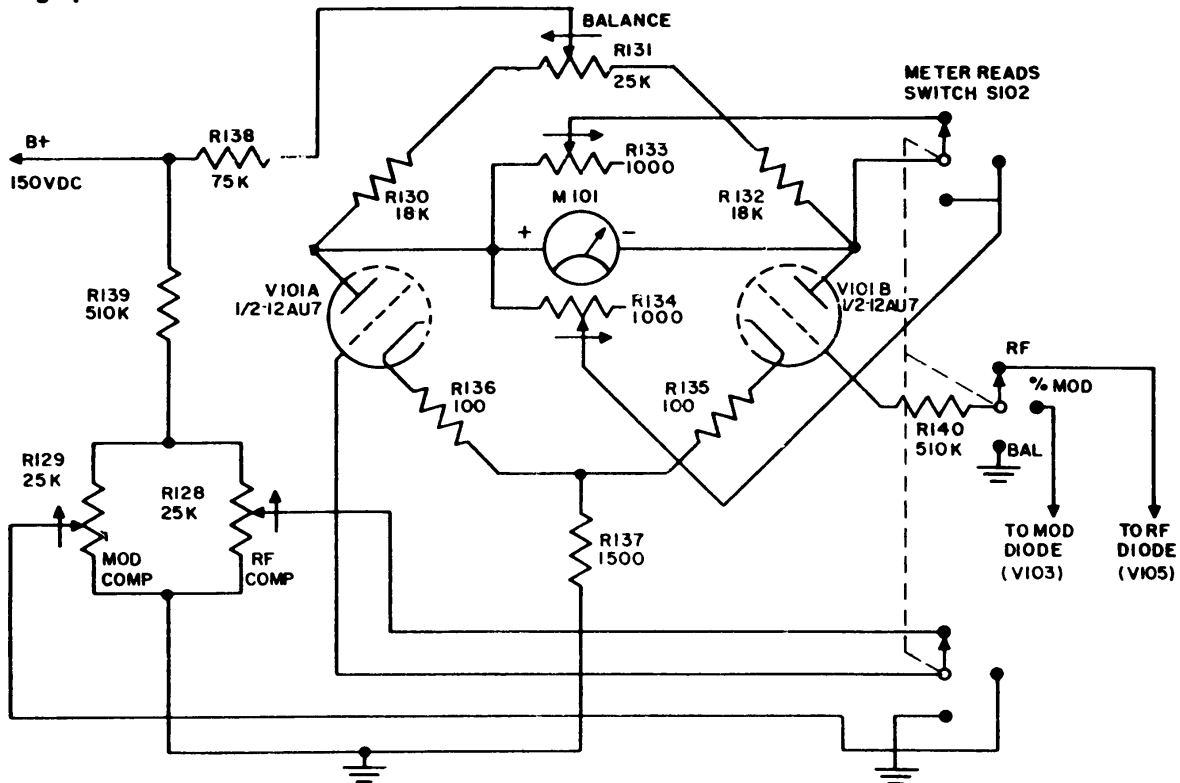 BALANCE
R131
25K
METER READS
SWITCH S102
B+
150VDC
R138
75K
R133
1000
R130
18K
M 101
R132
18K
+
-
V101A
1/2-12AU7
V101B
1/2-12AU7
R139
510K
R134
1000
R136
100
R135
100
RF
% MOD
R140
510K
BAL
R129
25K
R128
25K
MOD
COMP
RF
COMP
R137
1500
TO MOD
DIODE
(V103)
TO RF
DIODE
(V105)